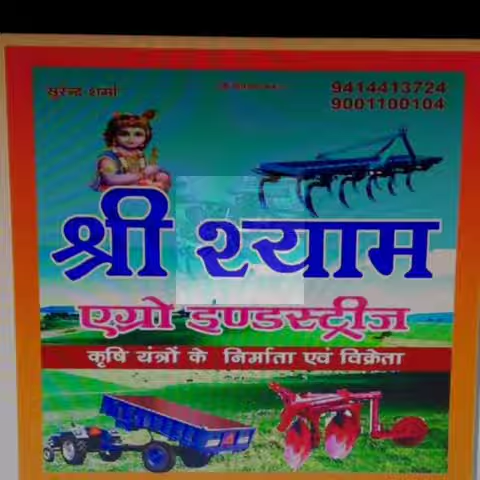 सुरेन्द्र शर्मा
9414413724
9001100104
श्री श्याम
एग्रो इण्डस्ट्रीज
कृषि यंत्रों के निर्माता एवं विक्रेता